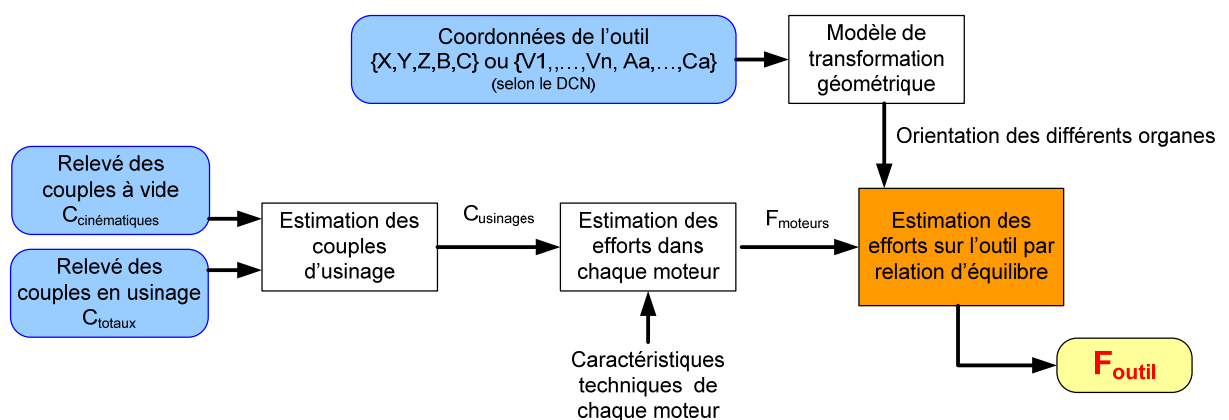 Coordonnées de l'outil
{X,Y,Z,B,C} ou {V1,,…,Vn, Aa,…,Ca}
(selon le DCN)
Modèle de
transformation
géométrique
Orientation des différents organes
Relevé des
couples à vide
Ccinématiques
Relevé des
couples en usinage
Ctotaux
Estimation des
couples
d'usinage
Cusinages
Estimation des
efforts dans
chaque moteur
Fmoteurs
Estimation des
efforts sur l'outil par
relation d'équilibre
Caractéristiques
techniques de
chaque moteur
Foutil